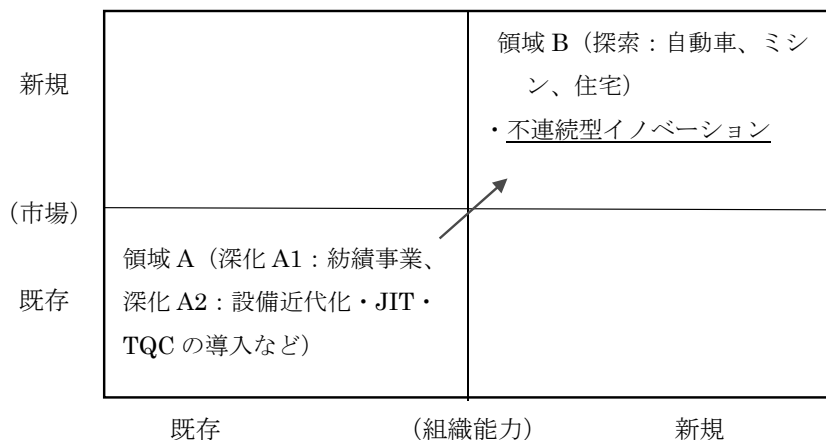 新規
領域 B（探索：自動車、ミシ
ン、住宅）
・不連続型イノベーション
（市場）
既存
領域 A（深化 A1：紡績事業、
深化 A2：設備近代化・JIT・
TQC の導入など）
既存
（組織能力）
新規